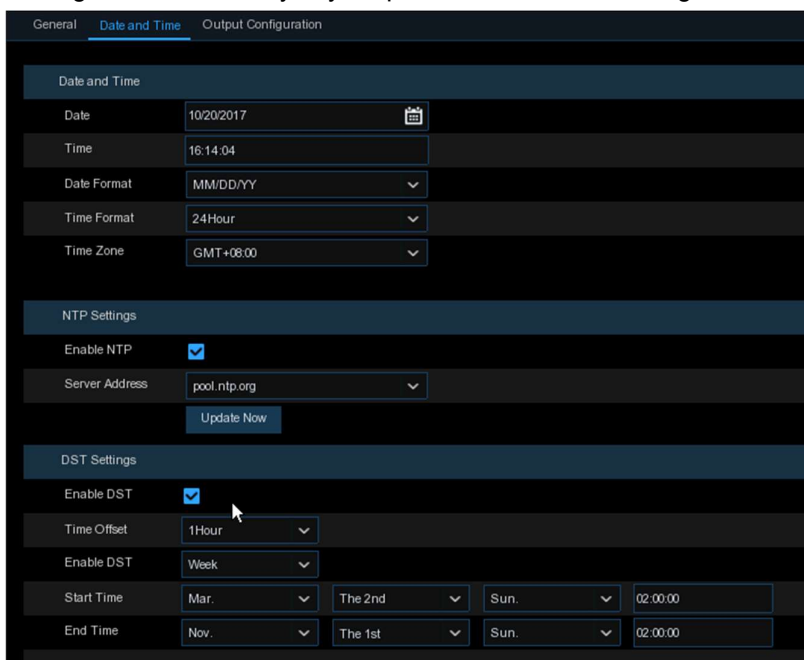 General Date and Time Output Configuration
Date and Time
Date 10/20/2017
Time 16:14:04
Date Format MM/DD/YY
Time Format 24Hour
Time Zone GMT+08:00
NTP Settings
Enable NTP
Server Address pool.ntp.org
Update Now
DST Settings
Enable DST
Time Offset 1Hour
Enable DST Week
Start Time Mar. The 2nd Sun. 02:00:00
End Time Nov. The 1st Sun. 02:00:00